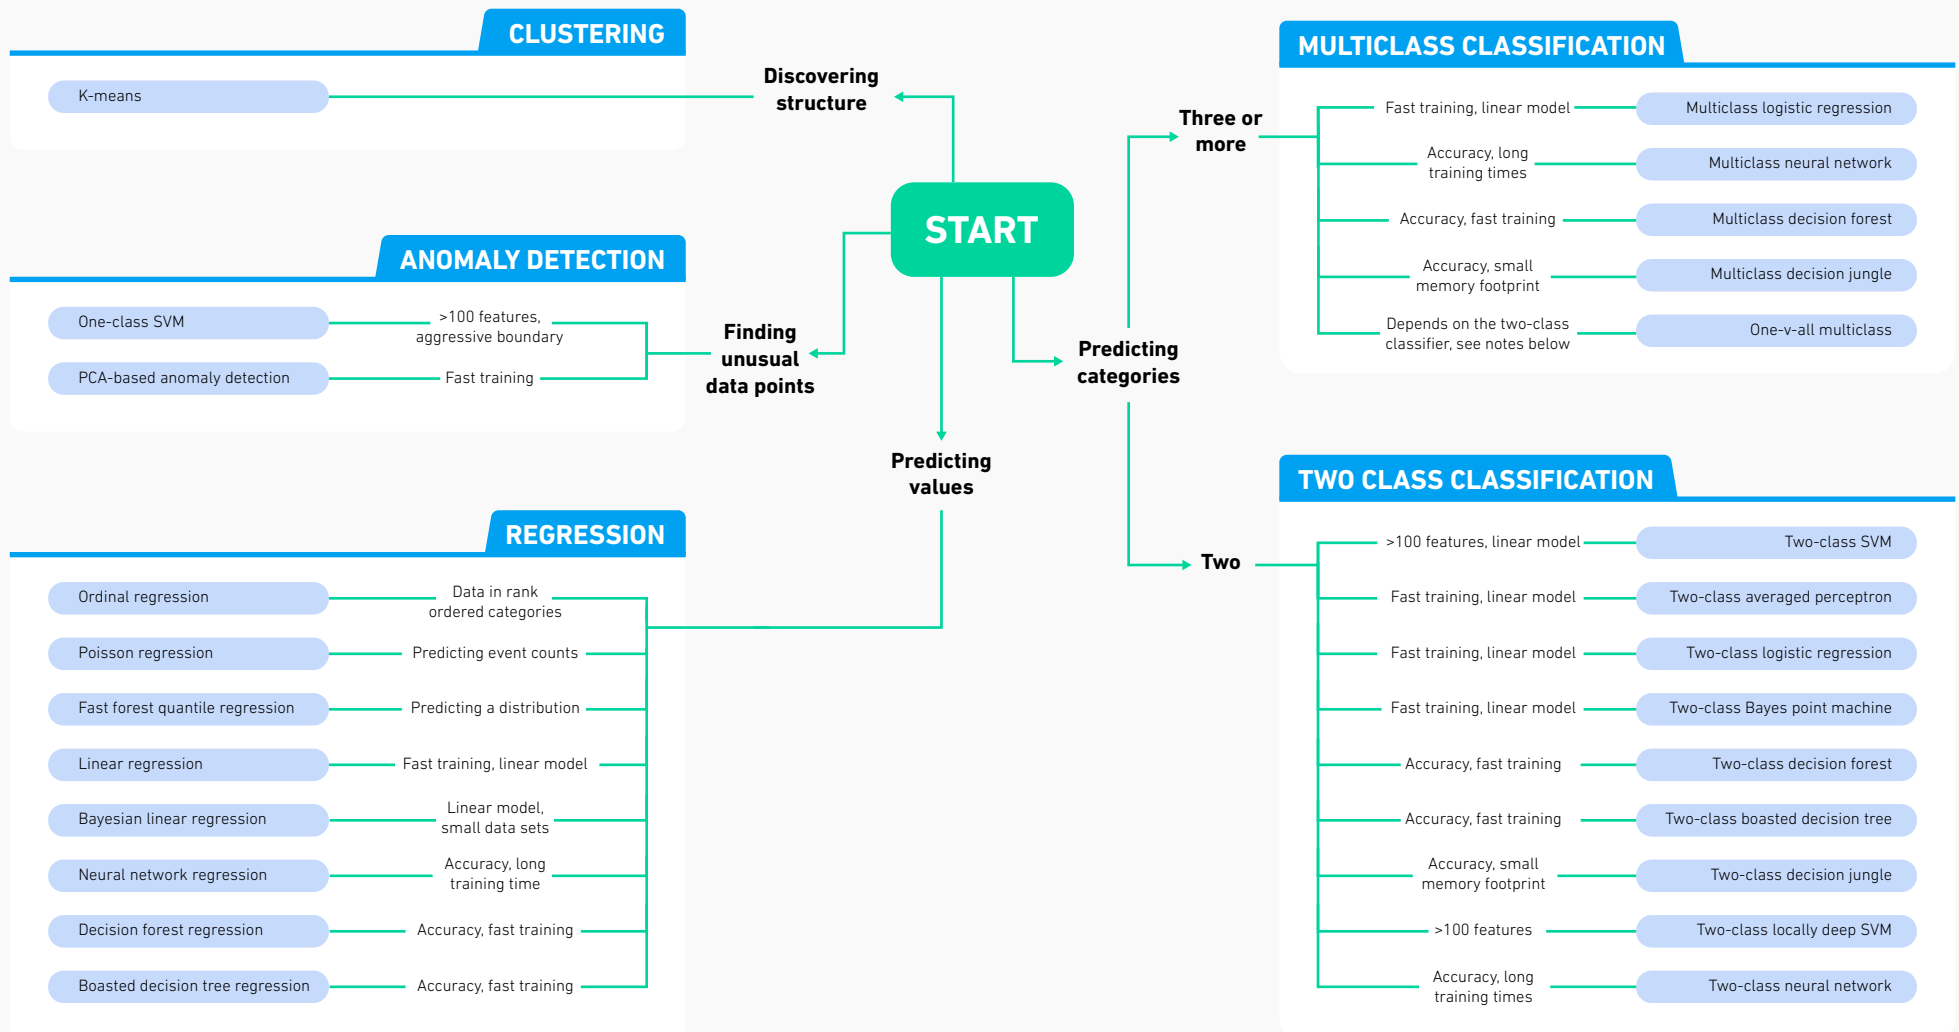 CLUSTERING
K-means
Discovering
structure
START
ANOMALY DETECTION
One-class SVM
>100 features,
aggressive boundary
PCA-based anomaly detection
Fast training
Finding
unusual
data points
Predicting
values
REGRESSION
Ordinal regression
Data in rank
ordered categories
Poisson regression
Predicting event counts
Fast forest quantile regression
Predicting a distribution
Linear regression
Fast training, linear model
Bayesian linear regression
Linear model,
small data sets
Neural network regression
Accuracy, long
training time
Decision forest regression
Accuracy, fast training
Boasted decision tree regression
Accuracy, fast training
Predicting
categories
Three or
more
MULTICLASS CLASSIFICATION
Fast training, linear model
Multiclass logistic regression
Accuracy, long
training times
Multiclass neural network
Accuracy, fast training
Multiclass decision forest
Accuracy, small
memory footprint
Multiclass decision jungle
Depends on the two-class
classifier, see notes below
One-v-all multiclass
Two
TWO CLASS CLASSIFICATION
>100 features, linear model
Two-class SVM
Fast training, linear model
Two-class averaged perceptron
Fast training, linear model
Two-class logistic regression
Fast training, linear model
Two-class Bayes point machine
Accuracy, fast training
Two-class decision forest
Accuracy, fast training
Two-class boasted decision tree
Accuracy, small
memory footprint
Two-class decision jungle
>100 features
Two-class locally deep SVM
Accuracy, long
training times
Two-class neural network